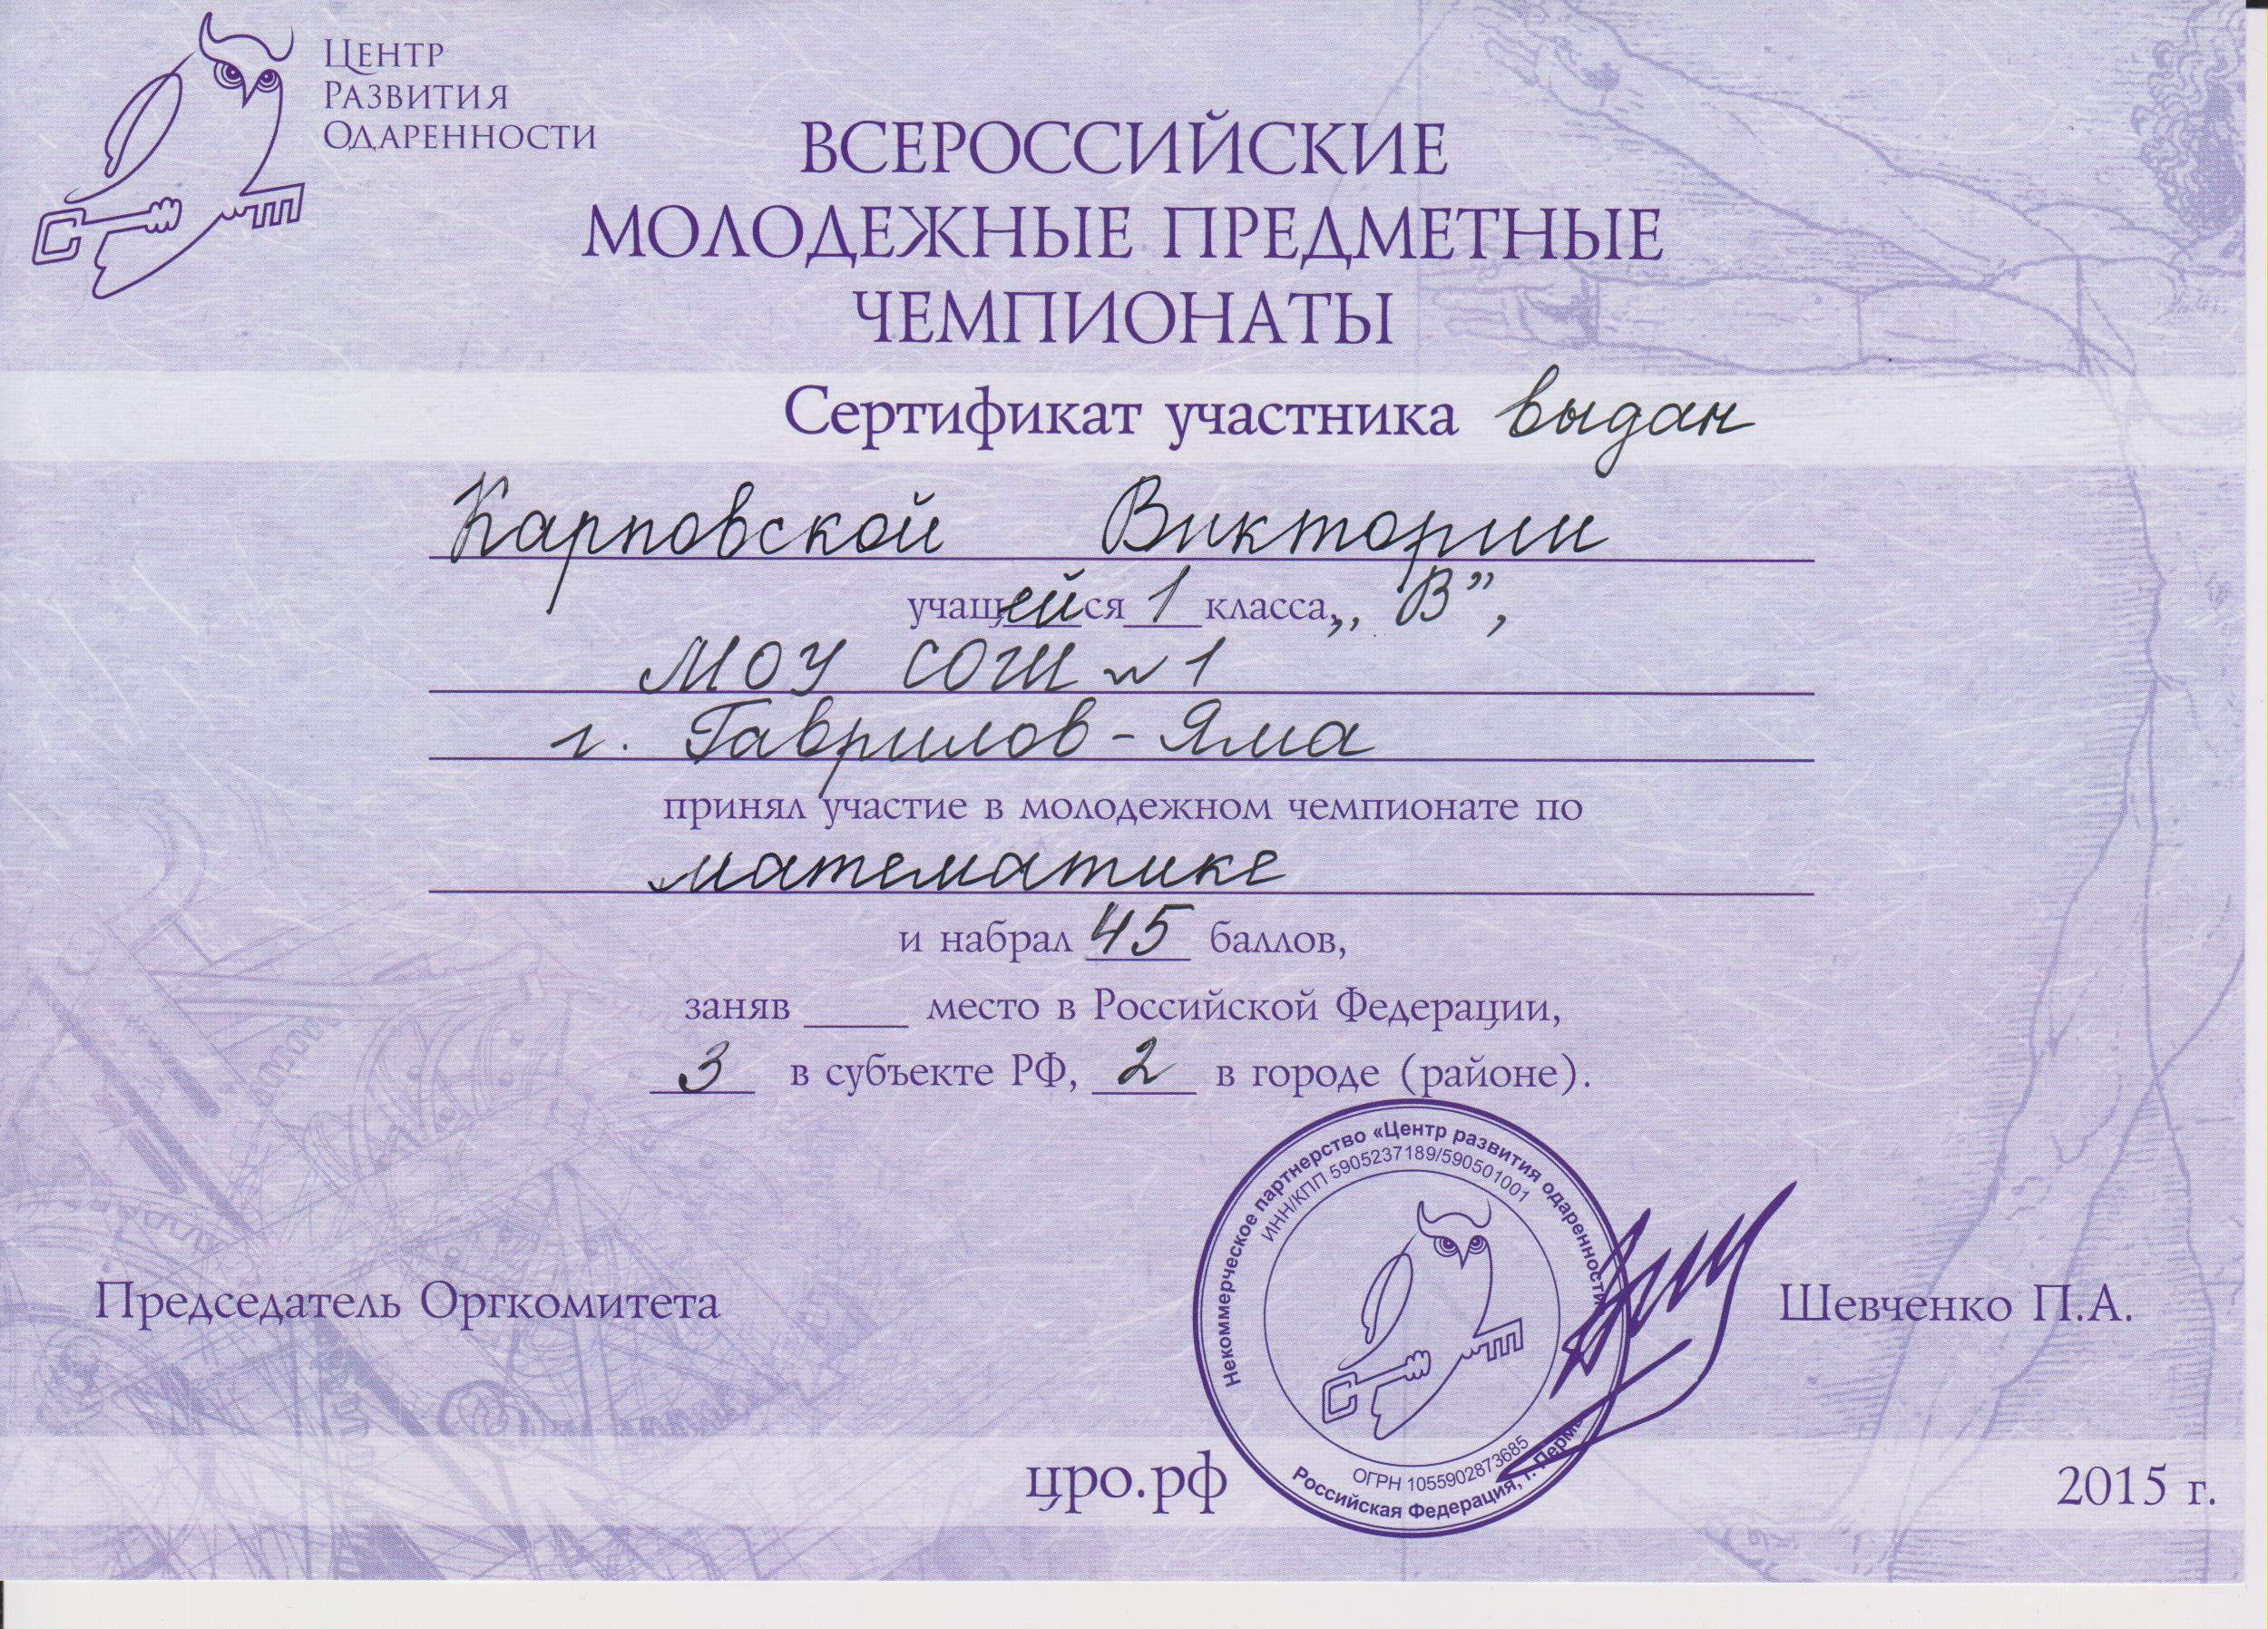 Центр
Развития
Одаренности
ВСЕРОССИЙСКИЕ
МОЛОДЕЖНЫЕ ПРЕДМЕТНЫЕ
ЧЕМПИОНАТЫ
Сертификат участника выдан
Карповской Виктории
учащейся 1 класса „В”,
МОУ СОШ № 1
г. Гаврилов-Яма
принял участие в молодежном чемпионате по
математике
и набрал 45 баллов,
заняв ____ место в Российской Федерации,
3 в субъекте РФ, 2 в городе (районе).
Некоммерческое партнерство «Центр развития одаренности»
ИНН/КПП 5905237189/590501001
ОГРН 1055902873685
Российская Федерация, г. Пермь
Председатель Оргкомитета
Шевченко П.А.
цро.рф
2015 г.